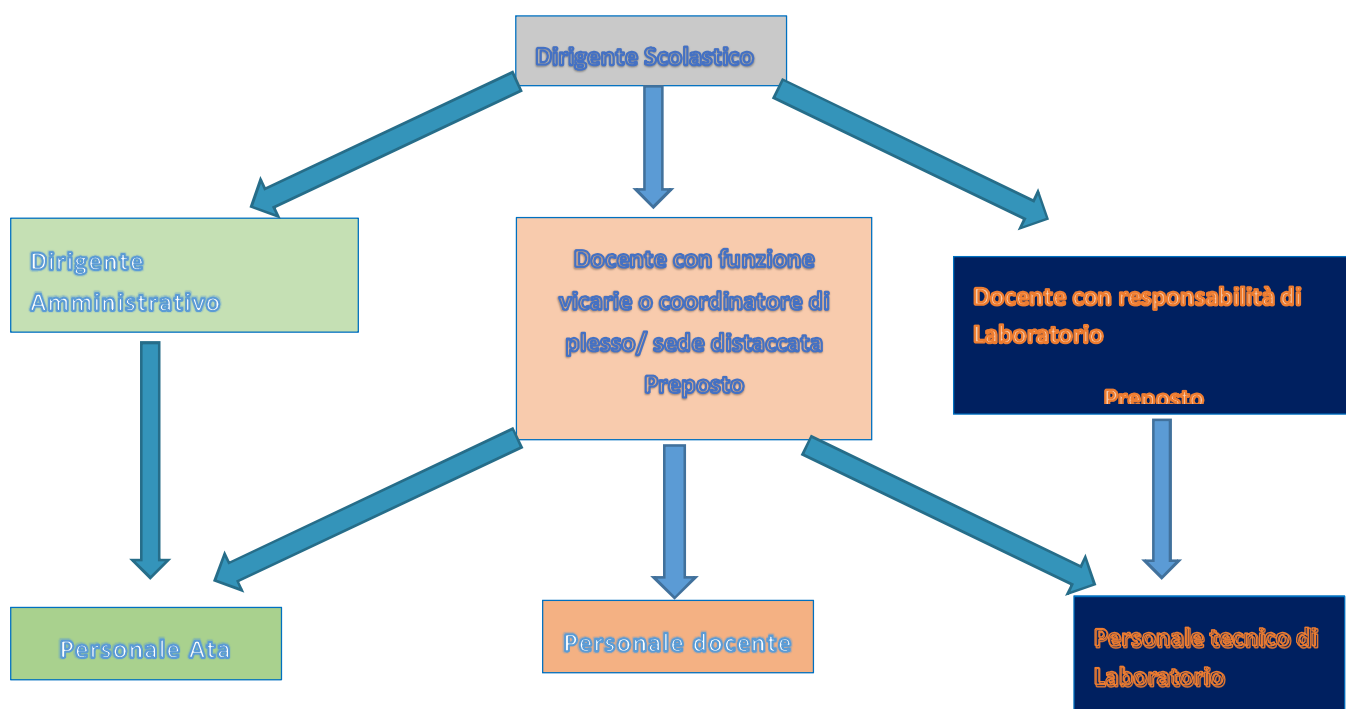 Dirigente Scolastico
Dirigente
Amministrativo
Docente con funzione
vicarie o coordinatore di
plesso/ sede distaccata
Preposto
Docente con responsabilità di
Laboratorio
Preposto
Personale Ata
Personale docente
Personale tecnico di
Laboratorio